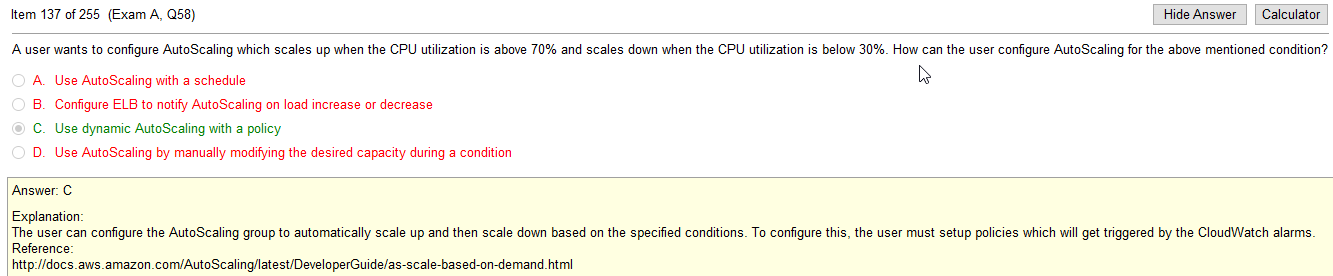 Item 137 of 255 (Exam A, Q58)
Hide Answer
Calculator
A user wants to configure AutoScaling which scales up when the CPU utilization is above 70% and scales down when the CPU utilization is below 30%. How can the user configure AutoScaling for the above mentioned condition?
A. Use AutoScaling with a schedule
B. Configure ELB to notify AutoScaling on load increase or decrease
C. Use dynamic AutoScaling with a policy
D. Use AutoScaling by manually modifying the desired capacity during a condition
Answer: C
Explanation:
The user can configure the AutoScaling group to automatically scale up and then scale down based on the specified conditions. To configure this, the user must setup policies which will get triggered by the CloudWatch alarms.
Reference:
http://docs.aws.amazon.com/AutoScaling/latest/DeveloperGuide/as-scale-based-on-demand.html